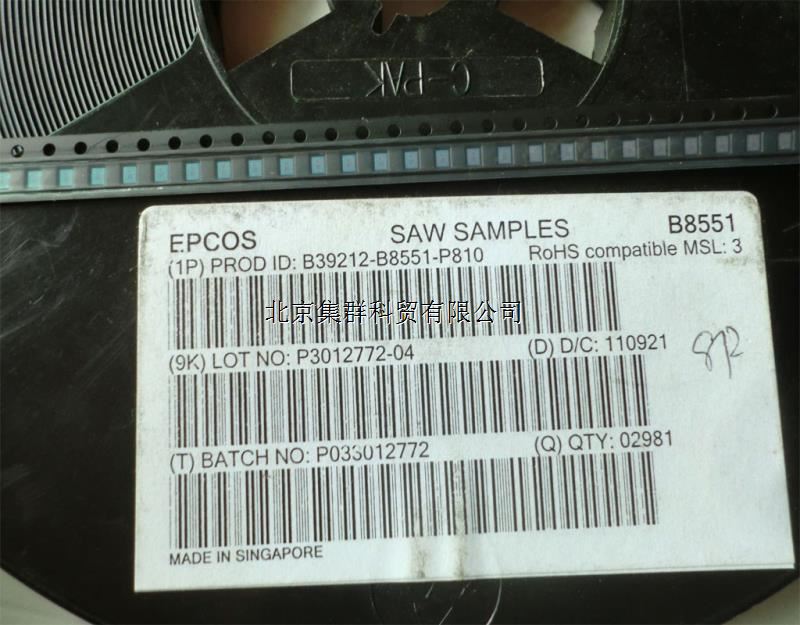 C-PAK
EPCOS SAW SAMPLES B8551
(1P) PROD ID: B39212-B8551-P810 RoHS compatible MSL: 3
北京集群科贸有限公司
(9K) LOT NO: P3012772-04 (D) D/C: 110921
(T) BATCH NO: P033012772 (Q) QTY: 02981
MADE IN SINGAPORE